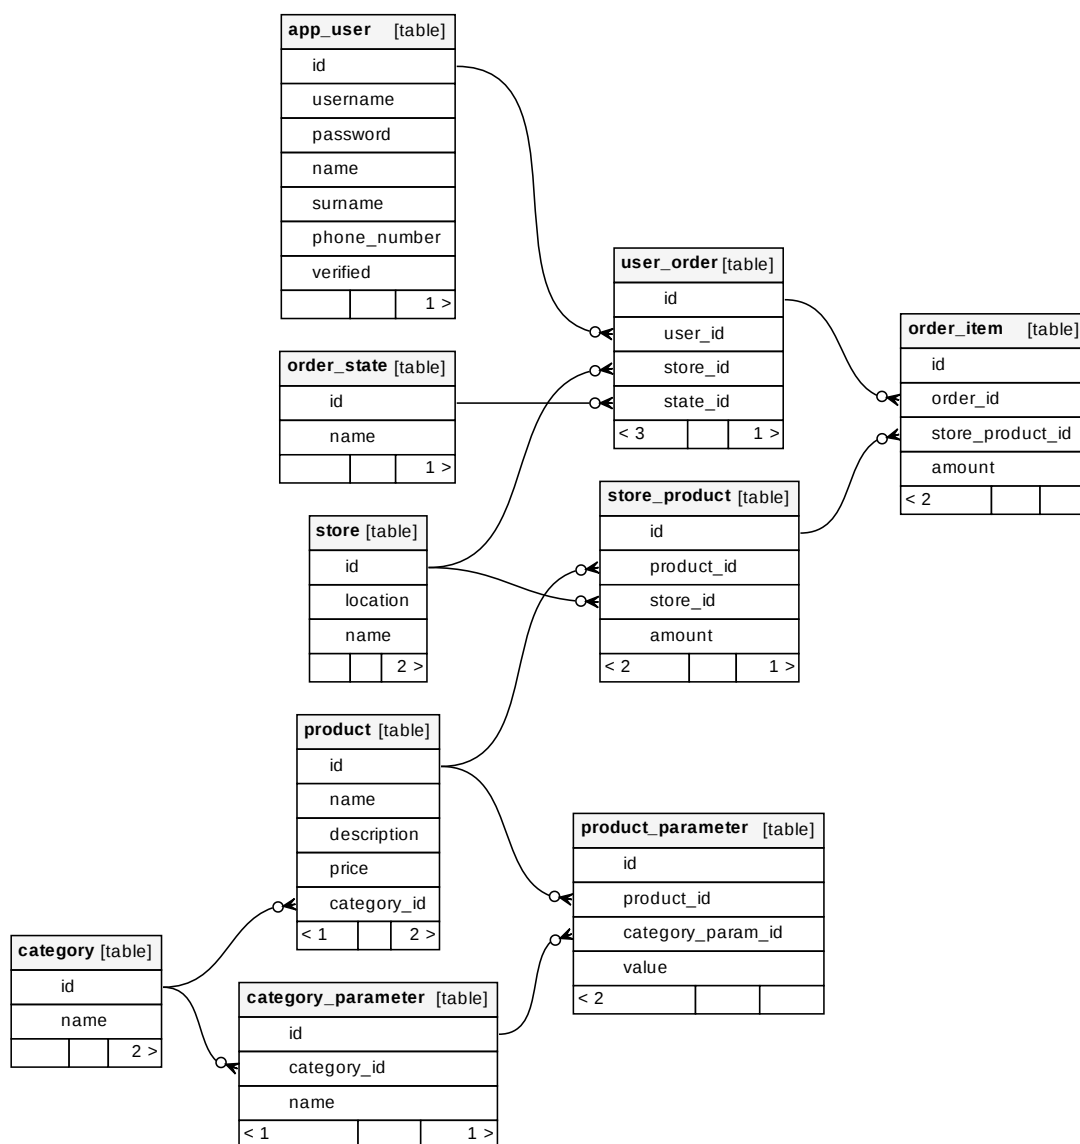 app_user [table]
id
username
password
name
surname
phone_number
verified
1 >
user_order [table]
id
user_id
store_id
state_id
< 3 1 >
order_item [table]
id
order_id
store_product_id
amount
< 2
order_state [table]
id
name
1 >
store_product [table]
id
product_id
store_id
amount
< 2 1 >
store [table]
id
location
name
2 >
product [table]
id
name
description
price
category_id
< 1 2 >
product_parameter [table]
id
product_id
category_param_id
value
< 2
category [table]
id
name
2 >
category_parameter [table]
id
category_id
name
< 1 1 >